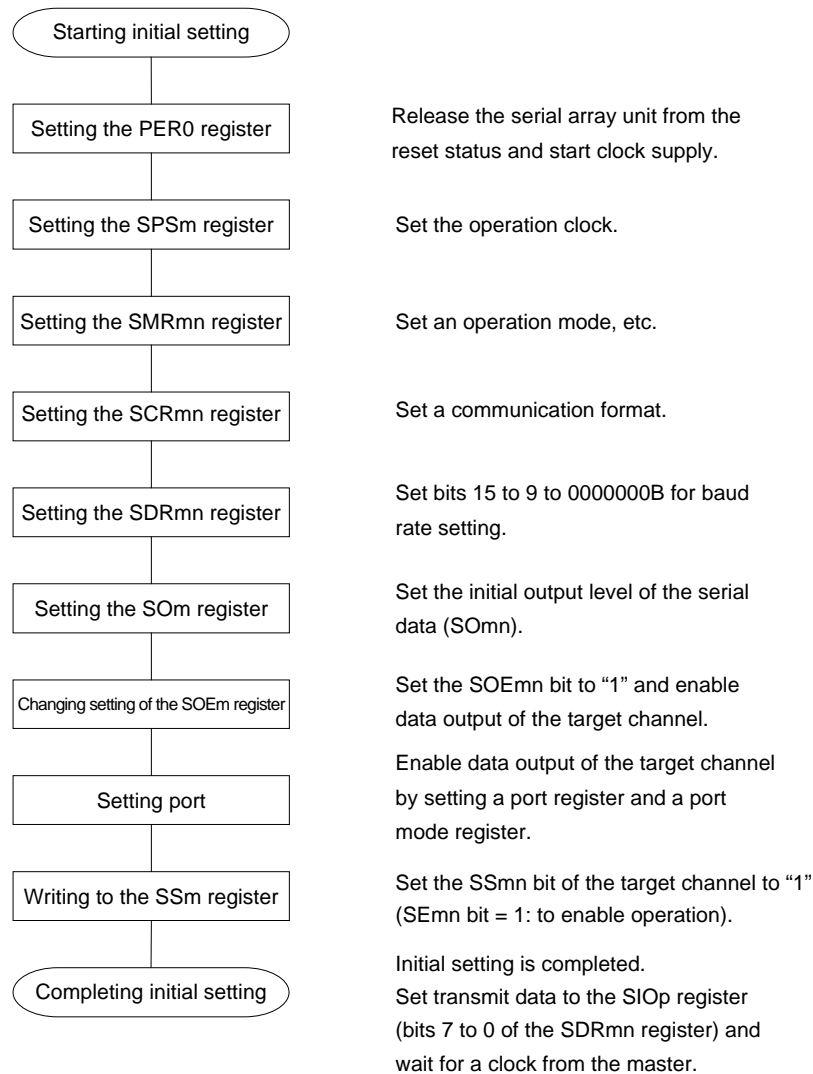 Starting initial setting
Setting the PER0 register
Release the serial array unit from the
reset status and start clock supply.
Setting the SPSm register
Set the operation clock.
Setting the SMRmn register
Set an operation mode, etc.
Setting the SCRmn register
Set a communication format.
Setting the SDRmn register
Set bits 15 to 9 to 0000000B for baud
rate setting.
Setting the SOm register
Set the initial output level of the serial
data (SOmn).
Changing setting of the SOEm register
Set the SOEmn bit to “1” and enable
data output of the target channel.
Setting port
Enable data output of the target channel
by setting a port register and a port
mode register.
Writing to the SSm register
Set the SSmn bit of the target channel to “1”
(SEmn bit = 1: to enable operation).
Completing initial setting
Initial setting is completed.
Set transmit data to the SIOp register
(bits 7 to 0 of the SDRmn register) and
wait for a clock from the master.